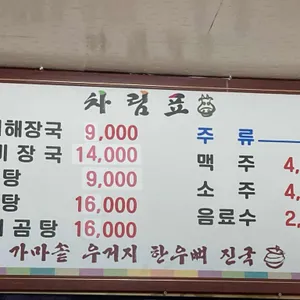 차림표
해장국 9,000
장국 14,000
탕 9,000
탕 16,000
곰탕 16,000
주류
맥주 4,
소주 4,
음료수 2,
가마솥 우거지 한우뼈 진국